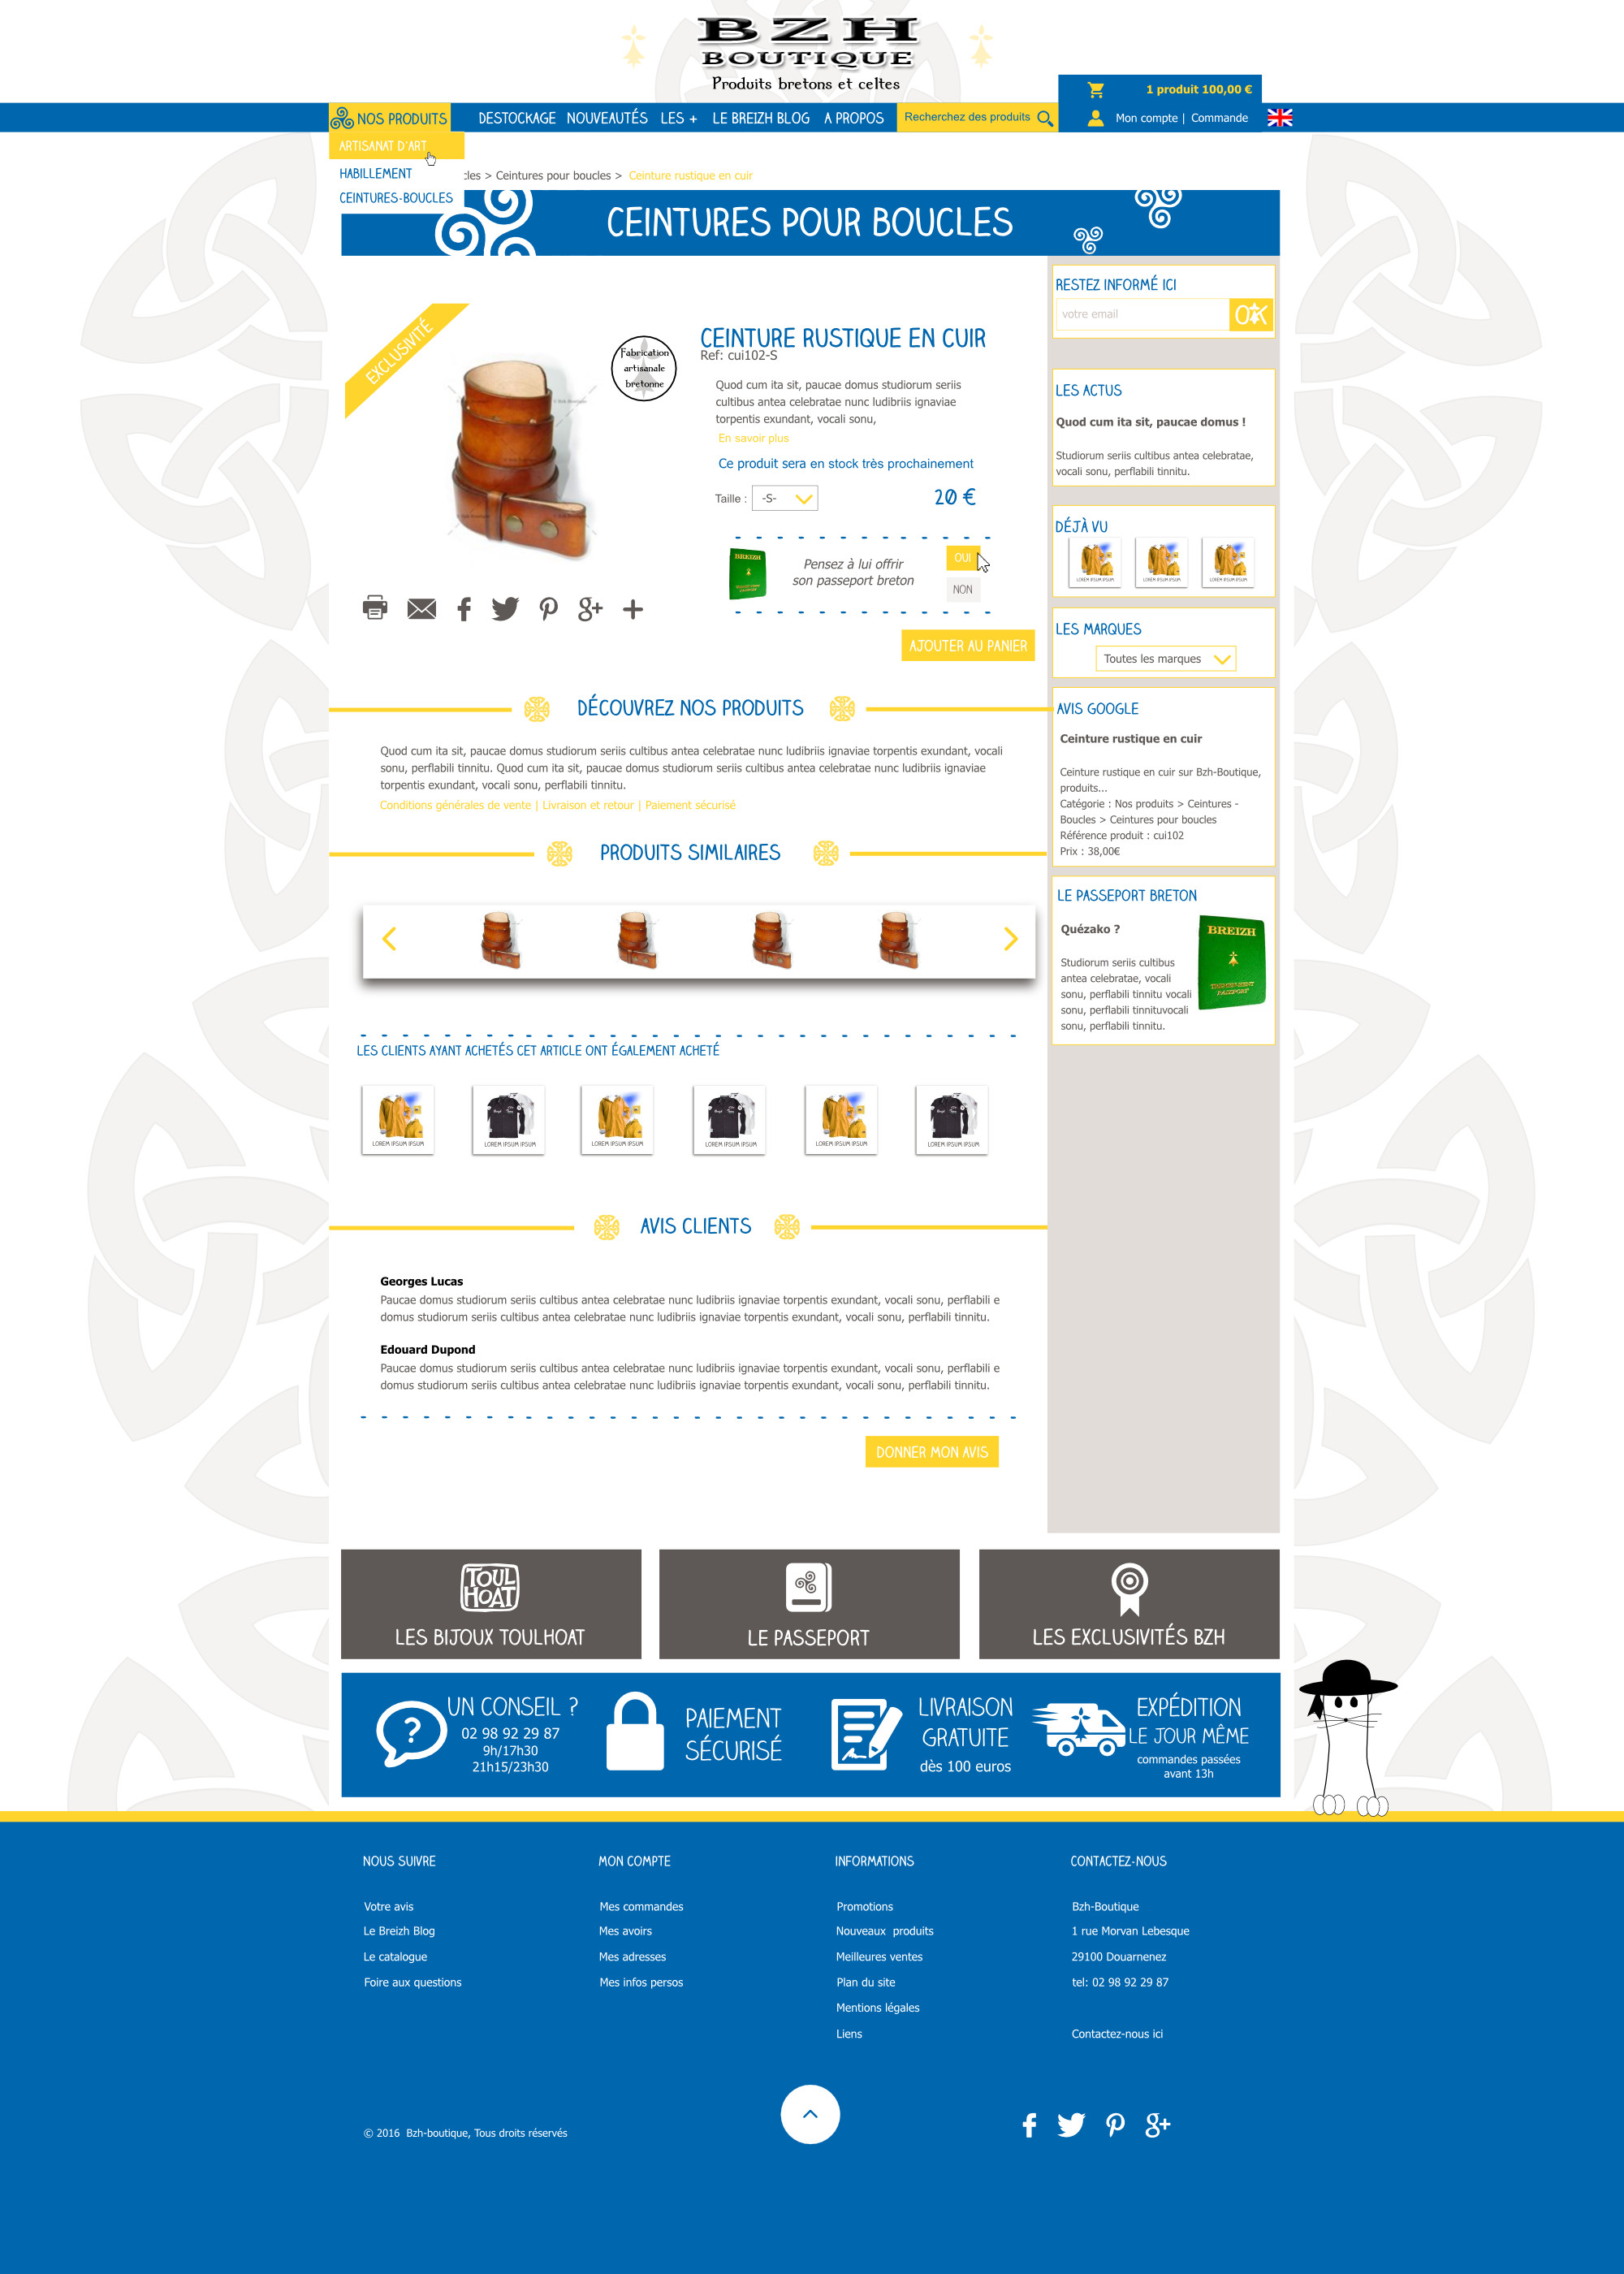 BZH
BOUTIQUE
Produits bretons et celtes
1 produit 100,00 €
NOS PRODUITS
DESTOCKAGE
NOUVEAUTÉS
LES +
LE BREIZH BLOG
A PROPOS
Recherchez des produits
Mon compte | Commande
ARTISANAT D'ART
HABILLEMENT
CEINTURES-BOUCLES
cles > Ceintures pour boucles > Ceinture rustique en cuir
CEINTURES POUR BOUCLES
EXCLUSIVITÉ
Fabrication
artisanale
bretonne
CEINTURE RUSTIQUE EN CUIR
Ref: cui102-S
Quod cum ita sit, paucae domus studiorum seriis
cultibus antea celebratae nunc ludibriis ignaviae
torpentis exundant, vocali sonu,
En savoir plus
Ce produit sera en stock très prochainement
Taille : -S-
20 €
BREIZH
Pensez à lui offrir
son passeport breton
OUI
NON
AJOUTER AU PANIER
RESTEZ INFORMÉ ICI
votre email
OK
LES ACTUS
Quod cum ita sit, paucae domus !
Studiorum seriis cultibus antea celebratae,
vocali sonu, perflabili tinnitu.
DÉJÀ VU
LOREM IPSUM IPSUM
LOREM IPSUM IPSUM
LOREM IPSUM IPSUM
LES MARQUES
Toutes les marques
AVIS GOOGLE
Ceinture rustique en cuir
Ceinture rustique en cuir sur Bzh-Boutique,
produits...
Catégorie : Nos produits > Ceintures -
Boucles > Ceintures pour boucles
Référence produit : cui102
Prix : 38,00€
LE PASSEPORT BRETON
Quézako ?
Studiorum seriis cultibus
antea celebratae, vocali
sonu, perflabili tinnitu vocali
sonu, perflabili tinnituvocali
sonu, perflabili tinnitu.
BREIZH
DÉCOUVREZ NOS PRODUITS
Quod cum ita sit, paucae domus studiorum seriis cultibus antea celebratae nunc ludibriis ignaviae torpentis exundant, vocali
sonu, perflabili tinnitu. Quod cum ita sit, paucae domus studiorum seriis cultibus antea celebratae nunc ludibriis ignaviae
torpentis exundant, vocali sonu, perflabili tinnitu.
Conditions générales de vente | Livraison et retour | Paiement sécurisé
PRODUITS SIMILAIRES
LES CLIENTS AYANT ACHETÉS CET ARTICLE ONT ÉGALEMENT ACHETÉ
LOREM IPSUM IPSUM
LOREM IPSUM IPSUM
LOREM IPSUM IPSUM
LOREM IPSUM IPSUM
LOREM IPSUM IPSUM
LOREM IPSUM IPSUM
AVIS CLIENTS
Georges Lucas
Paucae domus studiorum seriis cultibus antea celebratae nunc ludibriis ignaviae torpentis exundant, vocali sonu, perflabili e
domus studiorum seriis cultibus antea celebratae nunc ludibriis ignaviae torpentis exundant, vocali sonu, perflabili tinnitu.
Edouard Dupond
Paucae domus studiorum seriis cultibus antea celebratae nunc ludibriis ignaviae torpentis exundant, vocali sonu, perflabili e
domus studiorum seriis cultibus antea celebratae nunc ludibriis ignaviae torpentis exundant, vocali sonu, perflabili tinnitu.
DONNER MON AVIS
TOUL
HOAT
LES BIJOUX TOULHOAT
LE PASSEPORT
LES EXCLUSIVITÉS BZH
UN CONSEIL ?
02 98 92 29 87
9h/17h30
21h15/23h30
PAIEMENT
SÉCURISÉ
LIVRAISON
GRATUITE
dès 100 euros
EXPÉDITION
LE JOUR MÊME
commandes passées
avant 13h
NOUS SUIVRE
Votre avis
Le Breizh Blog
Le catalogue
Foire aux questions
MON COMPTE
Mes commandes
Mes avoirs
Mes adresses
Mes infos persos
INFORMATIONS
Promotions
Nouveaux produits
Meilleures ventes
Plan du site
Mentions légales
Liens
CONTACTEZ-NOUS
Bzh-Boutique
1 rue Morvan Lebesque
29100 Douarnenez
tel: 02 98 92 29 87
Contactez-nous ici
© 2016 Bzh-boutique, Tous droits réservés